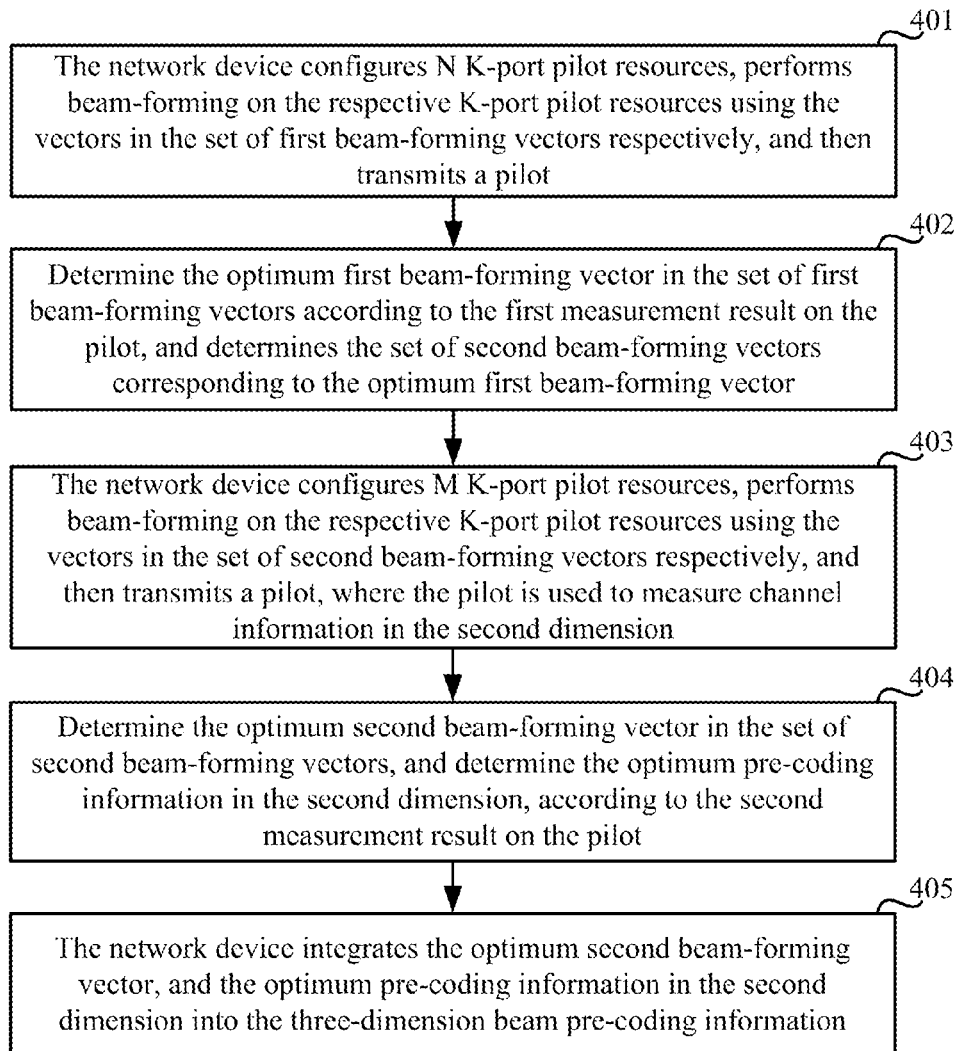 401
The network device configures N K-port pilot resources, performs
beam-forming on the respective K-port pilot resources using the
vectors in the set of first beam-forming vectors respectively, and then
transmits a pilot
402
Determine the optimum first beam-forming vector in the set of first
beam-forming vectors according to the first measurement result on the
pilot, and determines the set of second beam-forming vectors
corresponding to the optimum first beam-forming vector
403
The network device configures M K-port pilot resources, performs
beam-forming on the respective K-port pilot resources using the
vectors in the set of second beam-forming vectors respectively, and
then transmits a pilot, where the pilot is used to measure channel
information in the second dimension
404
Determine the optimum second beam-forming vector in the set of
second beam-forming vectors, and determine the optimum pre-coding
information in the second dimension, according to the second
measurement result on the pilot
405
The network device integrates the optimum second beam-forming
vector, and the optimum pre-coding information in the second
dimension into the three-dimension beam pre-coding information